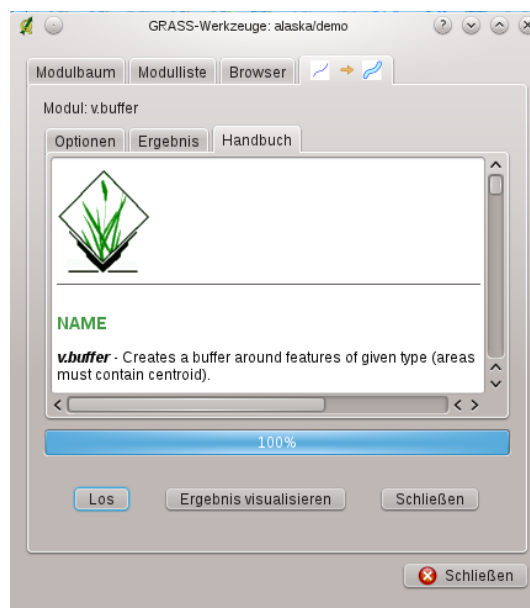 GRASS-Werkzeuge: alaska/demo
Modulbaum Modulliste Browser
Modul: v.buffer
Optionen Ergebnis Handbuch
NAME
v.buffer - Creates a buffer around features of given type (areas
must contain centroid).
100%
Los Ergebnis visualisieren Schließen
Schließen